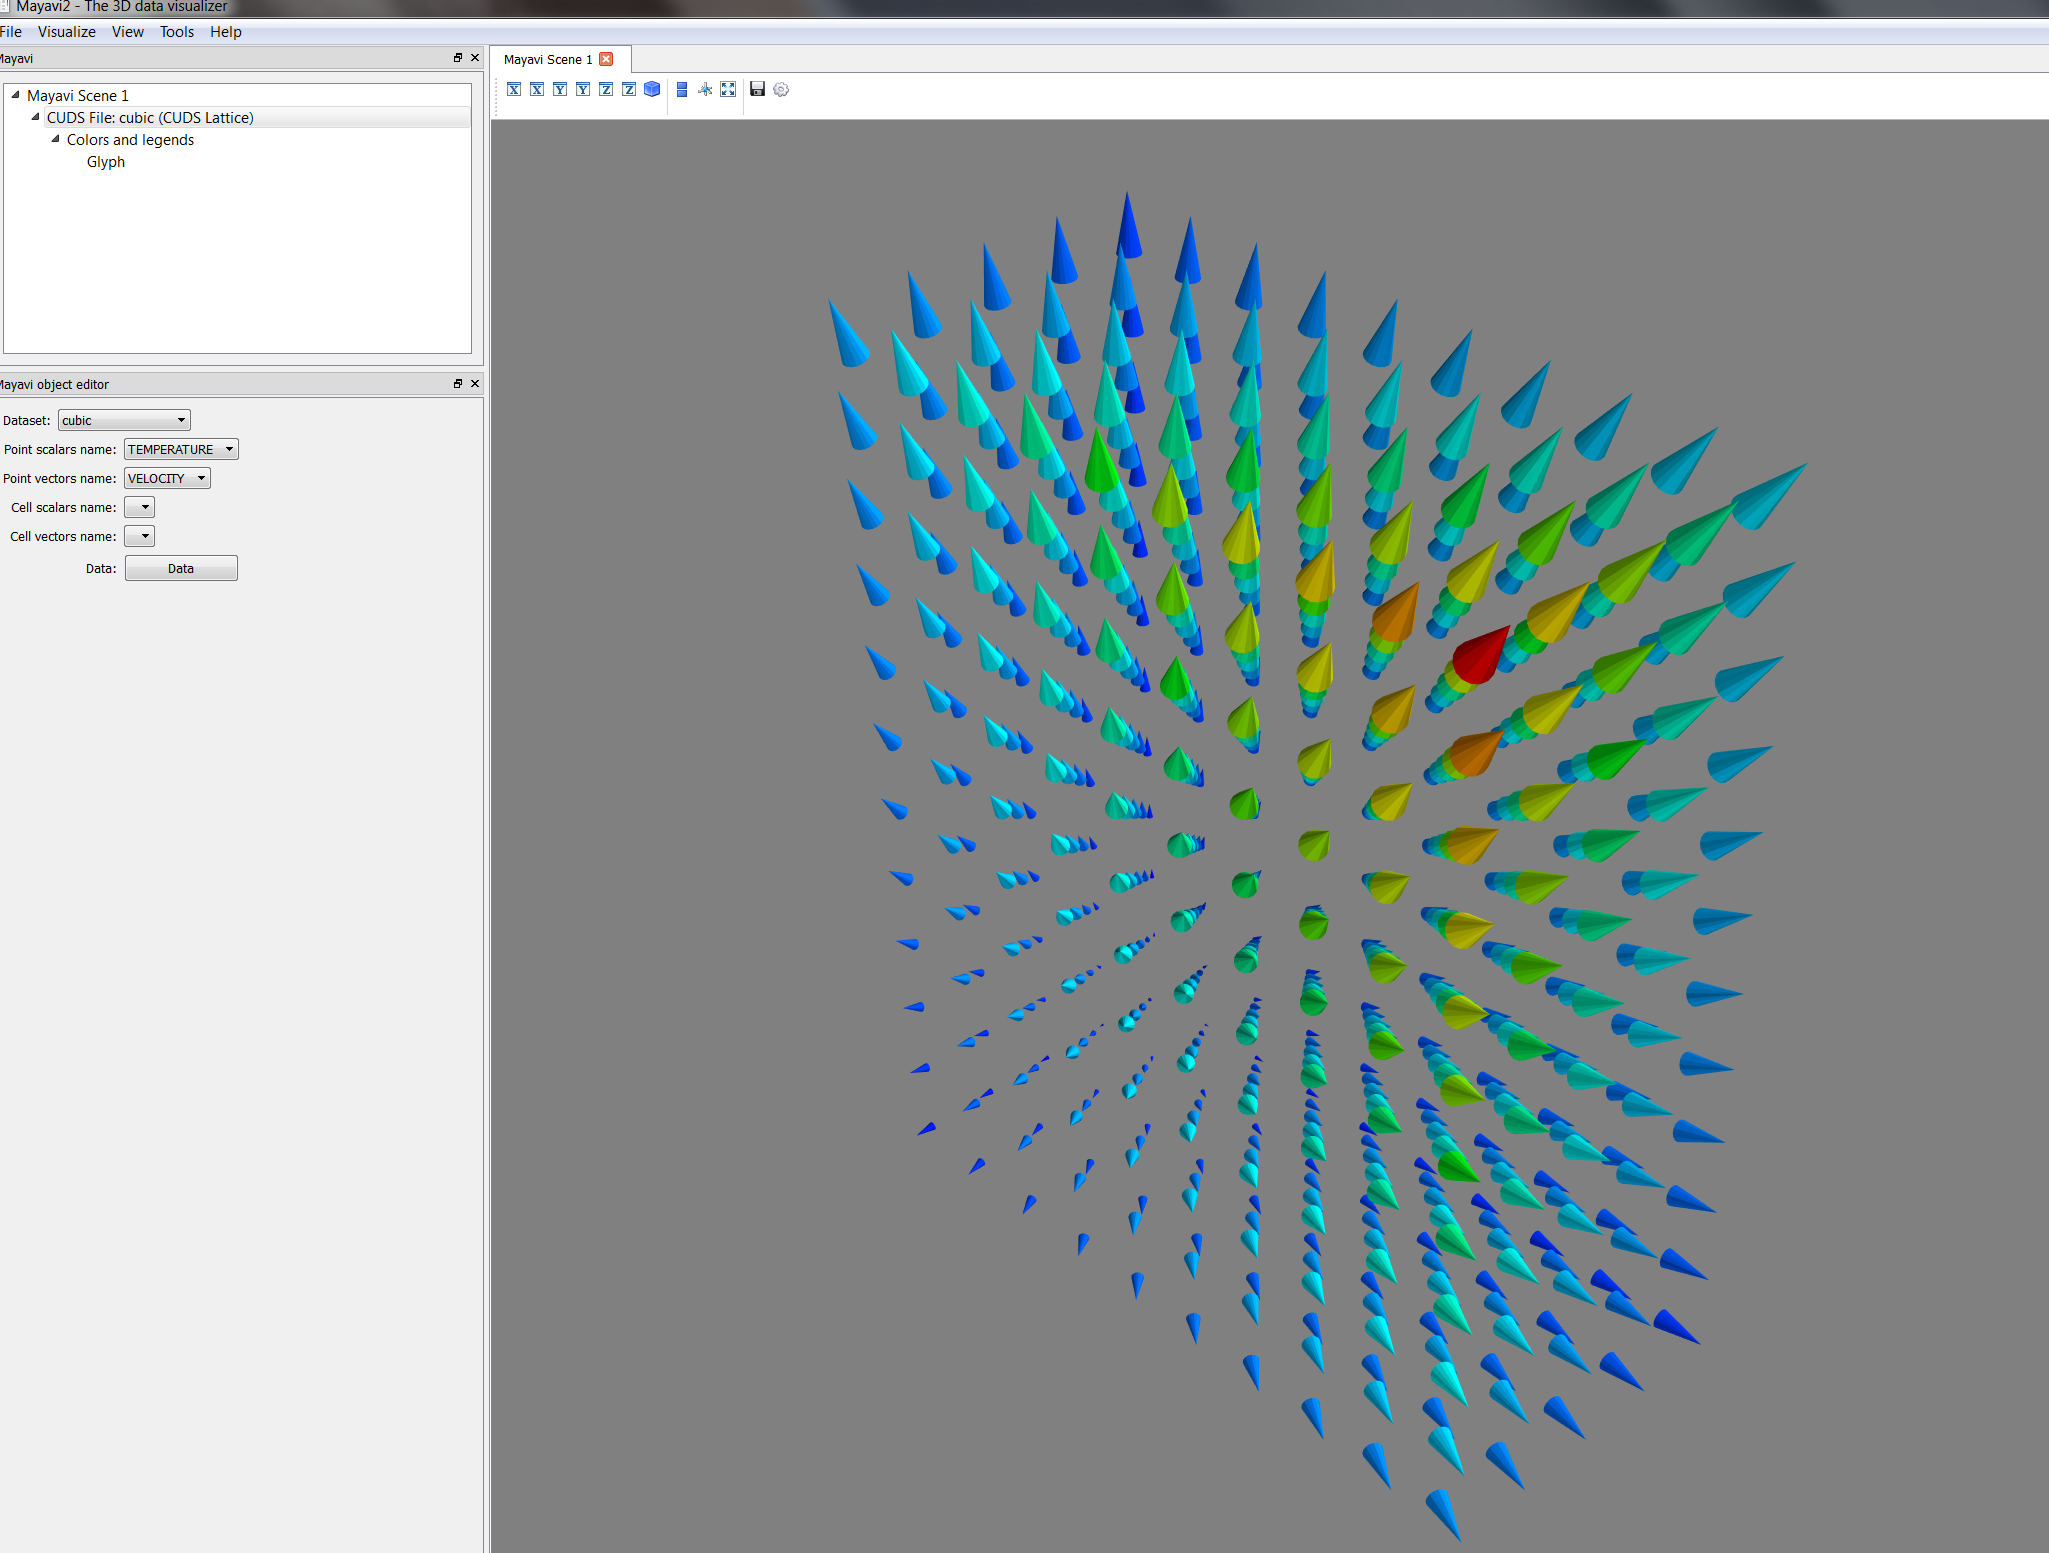 Mayavi2 - The 3D data visualizer
File Visualize View Tools Help
Mayavi
Mayavi Scene 1
CUDS File: cubic (CUDS Lattice)
Colors and legends
Glyph
Mayavi object editor
Dataset: cubic
Point scalars name: TEMPERATURE
Point vectors name: VELOCITY
Cell scalars name:
Cell vectors name:
Data: Data
Mayavi Scene 1
X X Y Y Z Z